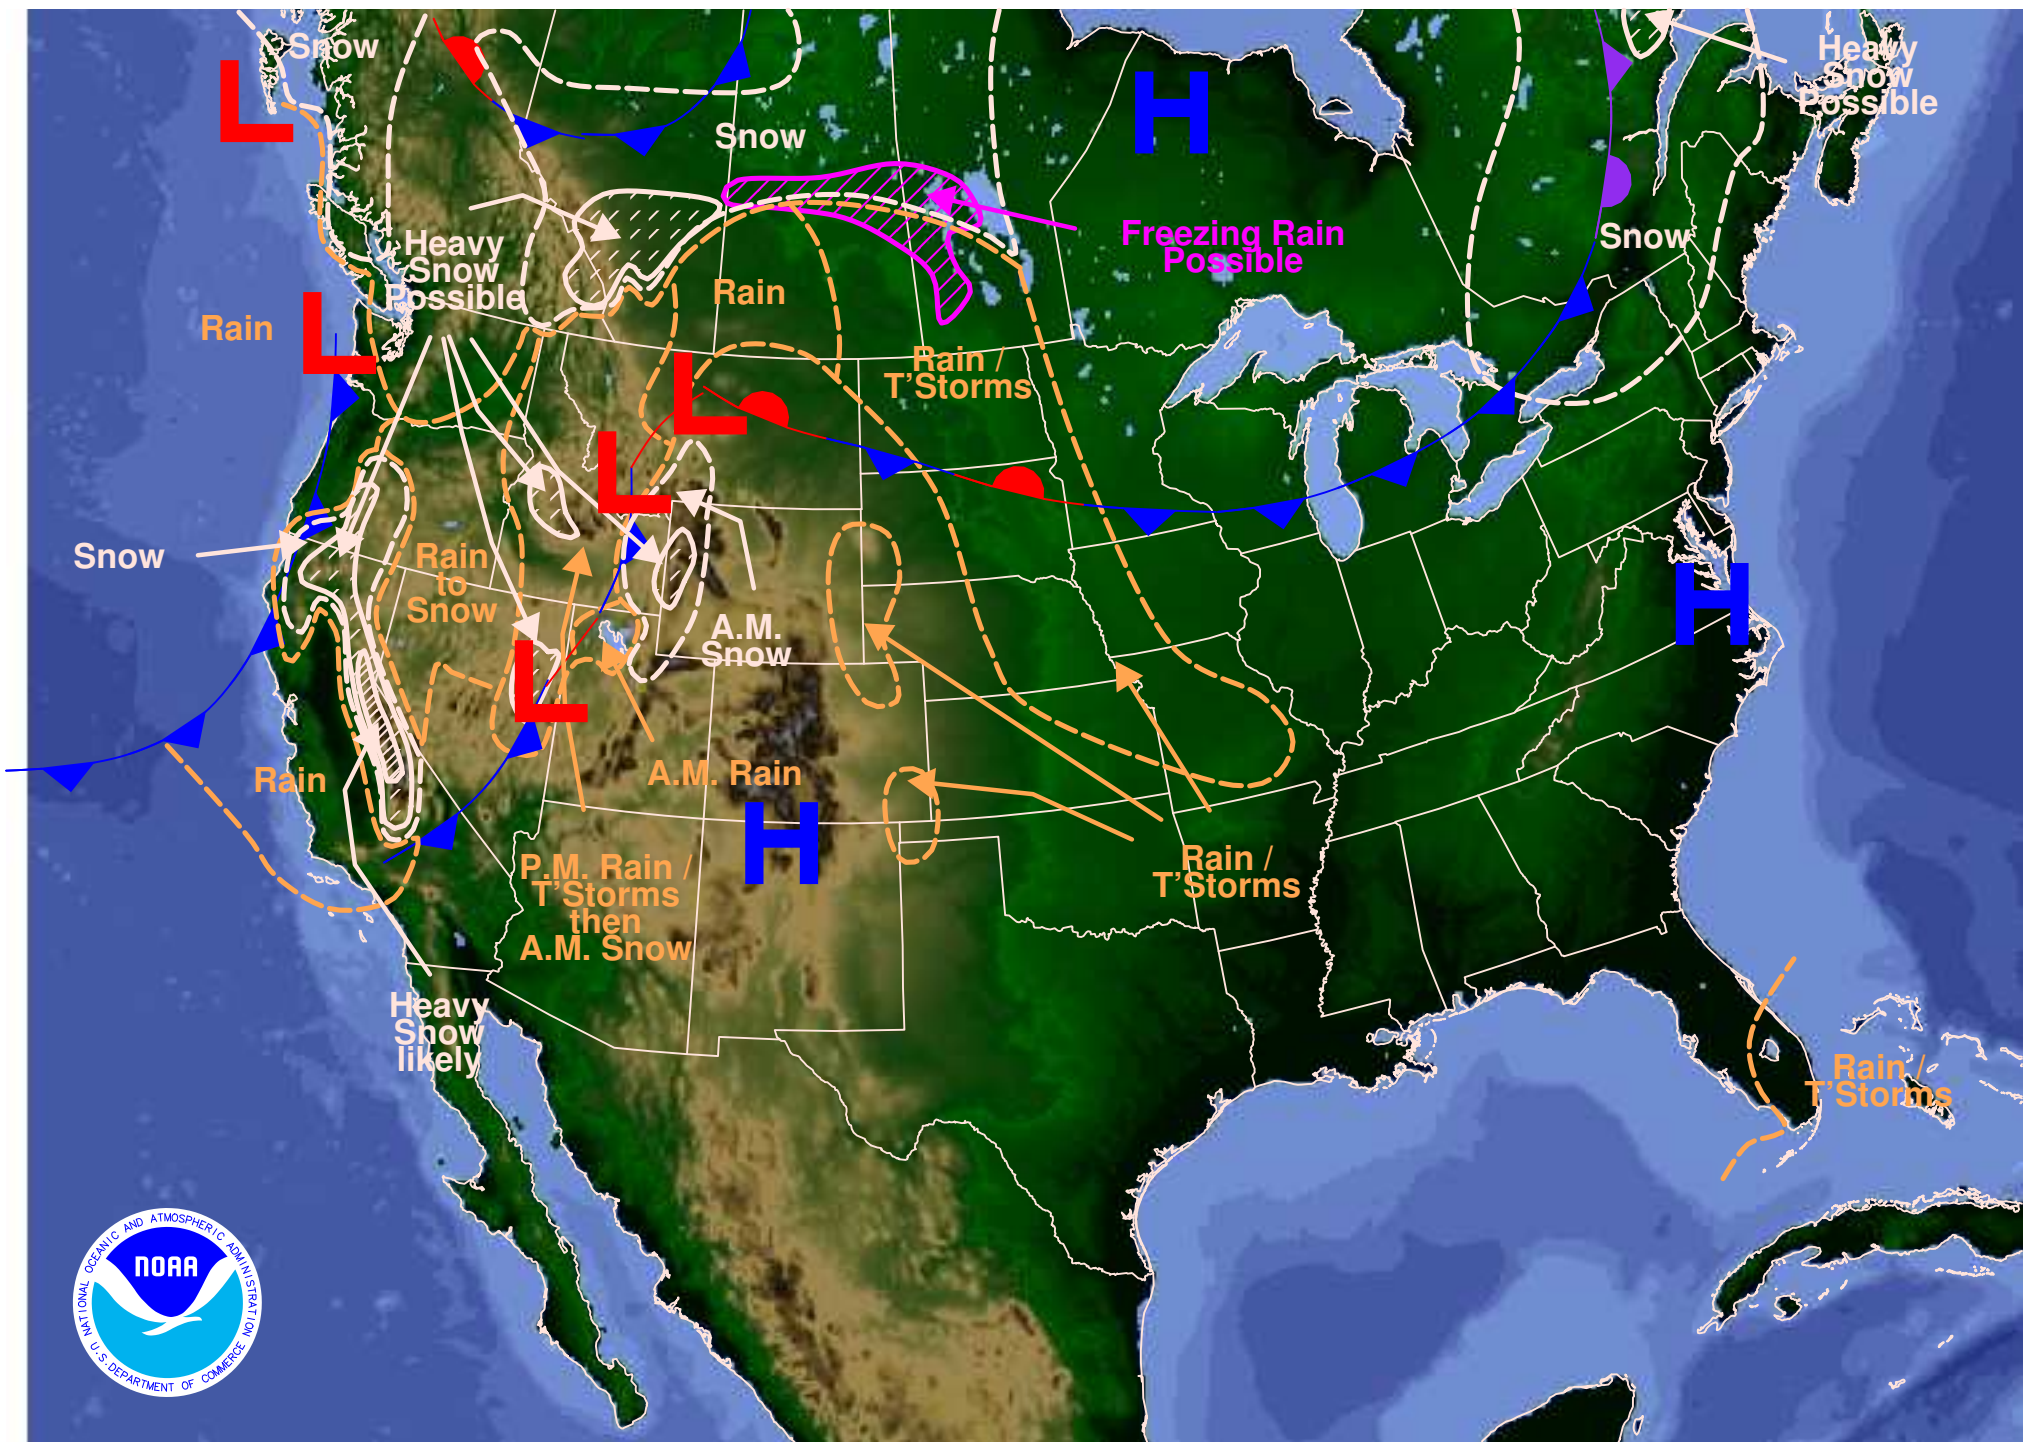 Snow
L
Heavy
Snow
Possible
H
Snow
Freezing Rain
Possible
Snow
Heavy
Snow
Possible
Rain
Rain
L
Rain /
T'Storms
L
L
Snow
Rain
to
Snow
H
A.M.
Snow
L
Rain
A.M. Rain
H
P.M. Rain /
T'Storms
then
A.M. Snow
Rain /
T'Storms
Heavy
Snow
likely
Rain /
T'Storms
NATIONAL OCEANIC AND ATMOSPHERIC ADMINISTRATION
NOAA
U.S. DEPARTMENT OF COMMERCE